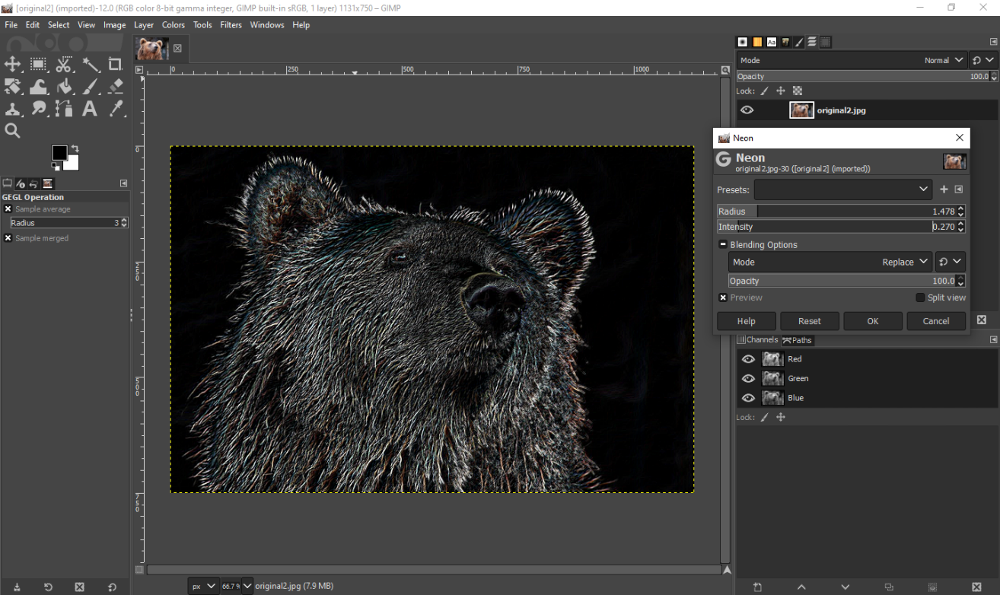 [original2] (imported)-12.0 (RGB color 8-bit gamma integer, GIMP built-in sRGB, 1 layer) 1131x750 – GIMP
File Edit Select View Image Layer Colors Tools Filters Windows Help
0 250 500 750 1000
0
250
500
750
GEGL Operation
Sample average
Radius 3
Sample merged
Mode Normal
Opacity 100.0
Lock:
original2.jpg
Neon
Neon
original2.jpg-30 ([original2] (imported))
Presets:
Radius 1.478
Intensity 0.270
Blending Options
Mode Replace
Opacity 100.0
Preview Split view
Help Reset OK Cancel
Channels Paths
Red
Green
Blue
Lock:
px 66.7 % original2.jpg (7.9 MB)